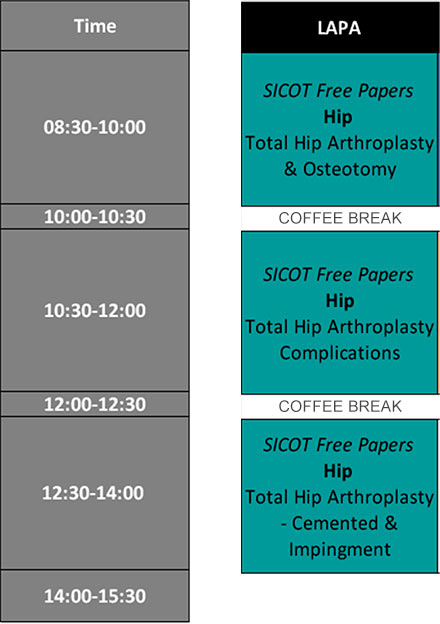 Time
LAPA
08:30-10:00
SICOT Free Papers
Hip
Total Hip Arthroplasty
& Osteotomy
10:00-10:30
COFFEE BREAK
10:30-12:00
SICOT Free Papers
Hip
Total Hip Arthroplasty
Complications
12:00-12:30
COFFEE BREAK
12:30-14:00
SICOT Free Papers
Hip
Total Hip Arthroplasty
- Cemented &
Impingment
14:00-15:30